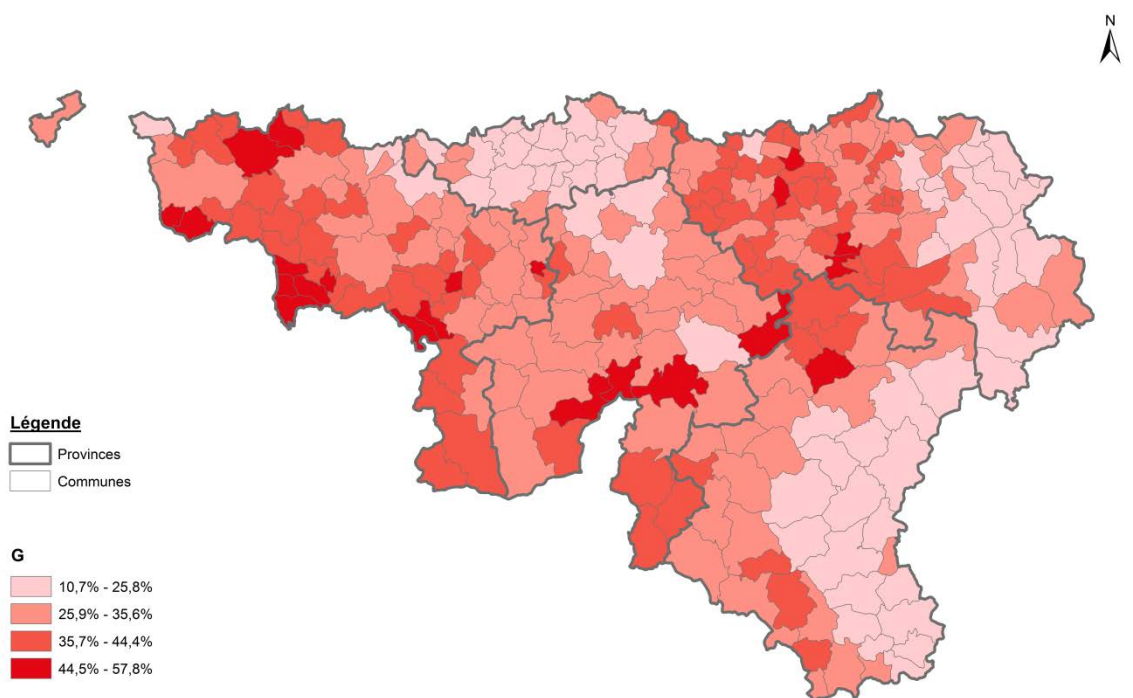 N
Légende
Provinces
Communes
G
10,7% - 25,8%
25,9% - 35,6%
35,7% - 44,4%
44,5% - 57,8%